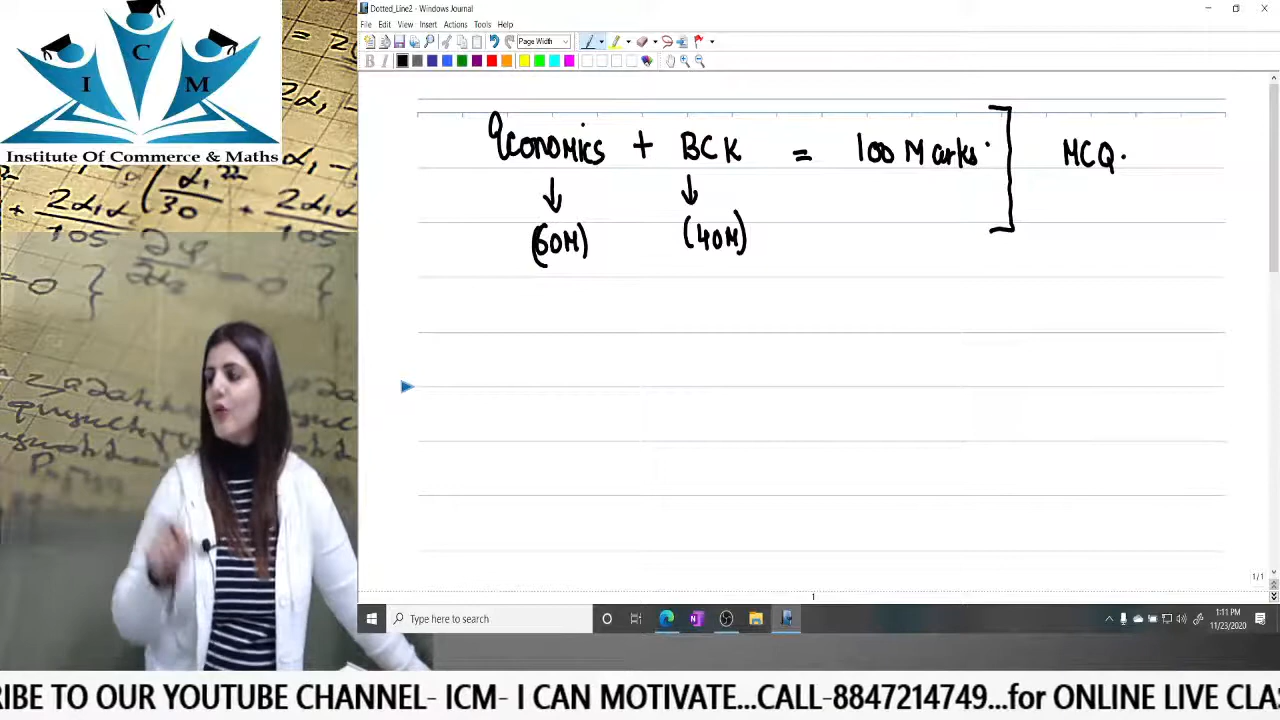 Dotted_Line2 - Windows Journal
File Edit View Insert Actions Tools Help
Page Width
B I
I C M
Institute Of Commerce & Maths
Economics + BCK = 100 Marks MCQ.
(60M) (40M)
1/1
1
Type here to search
1:11 PM
11/23/2020
RIBE TO OUR YOUTUBE CHANNEL- ICM- I CAN MOTIVATE...CALL-8847214749...for ONLINE LIVE CLAS